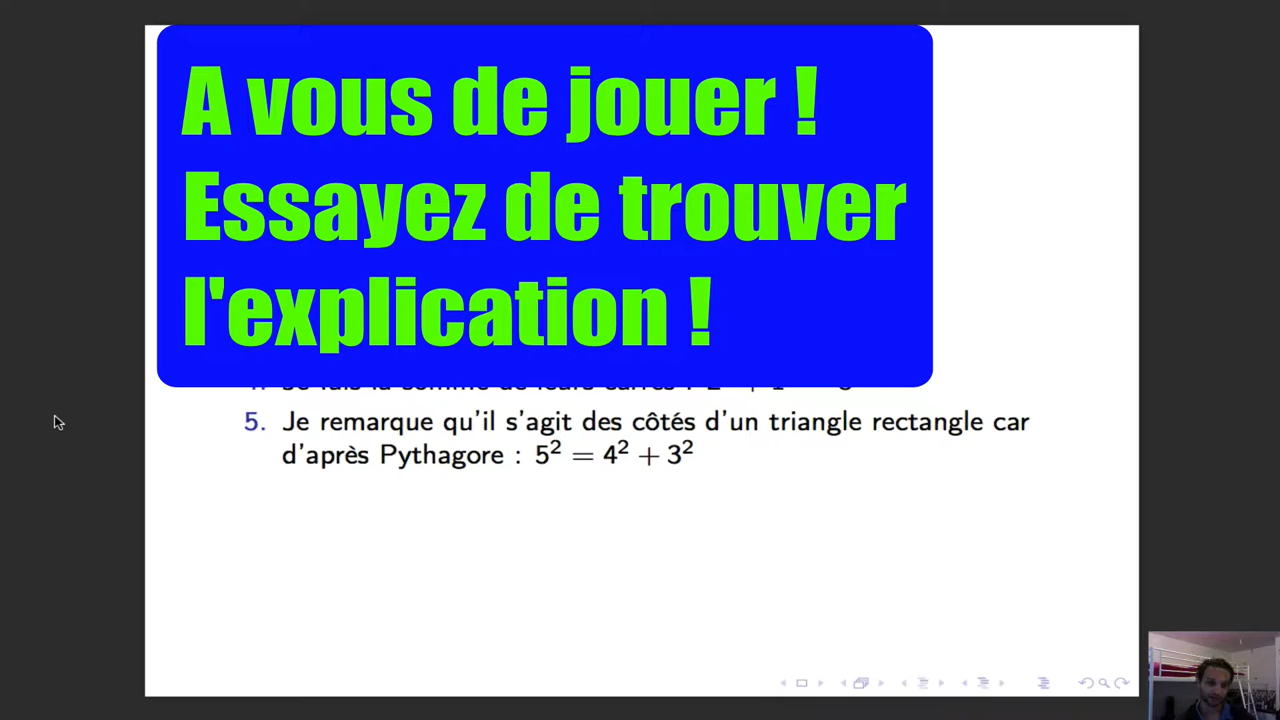 A vous de jouer !
Essayez de trouver
l'explication !
5. Je remarque qu'il s'agit des côtés d'un triangle rectangle car
d'après Pythagore : 5² = 4² + 3²